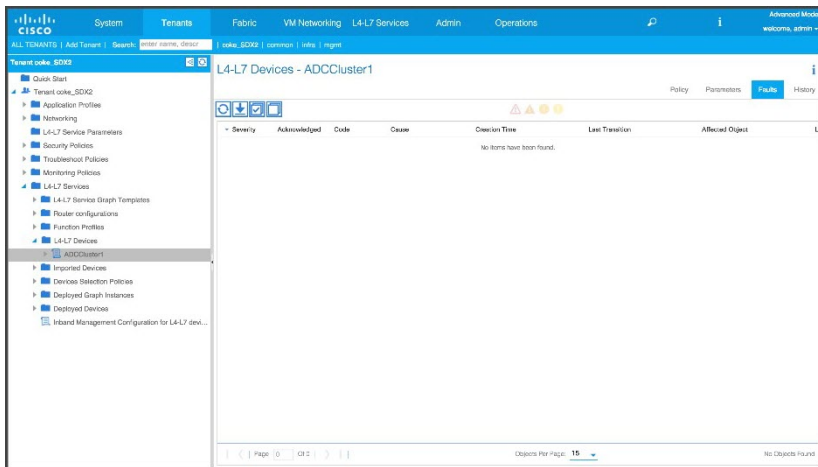 CISCO
System Tenants Fabric VM Networking L4-L7 Services Admin Operations i Advanced Mode
welcome, admin
ALL TENANTS | Add Tenant | Search: enter name, descr | coke_SDX2 | common | infra | mgmt
Tenant coke_SDX2
Quick Start
Tenant coke_SDX2
Application Profiles
Networking
L4-L7 Service Parameters
Security Policies
Troubleshoot Policies
Monitoring Policies
L4-L7 Services
L4-L7 Service Graph Templates
Router configurations
Function Profiles
L4-L7 Devices
ADCCluster1
Imported Devices
Devices Selection Policies
Deployed Graph Instances
Deployed Devices
Inband Management Configuration for L4-L7 devi...
L4-L7 Devices - ADCCluster1 i
Policy Parameters Faults History
Severity Acknowledged Code Cause Creation Time Last Transition Affected Object L
No items have been found.
Page 0 Of Objects Per Page: 15 No Objects Found